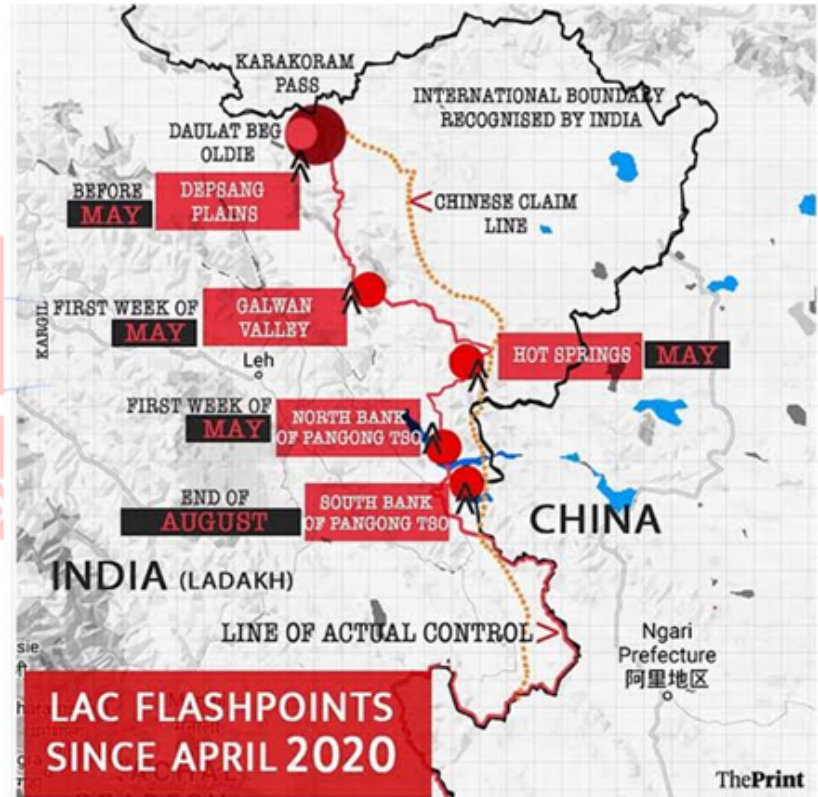 KARAKORAM
PASS
INTERNATIONAL BOUNDARY
RECOGNISED BY INDIA
DAULAT BEG
OLDIE
BEFORE
MAY
DEPSANG
PLAINS
CHINESE CLAIM
LINE
KARGIL
FIRST WEEK OF
MAY
GALWAN
VALLEY
Leh
HOT SPRINGS
MAY
FIRST WEEK OF
MAY
NORTH BANK
OF PANGONG TSO
END OF
AUGUST
SOUTH BANK
OF PANGONG TSO
CHINA
INDIA (LADAKH)
LINE OF ACTUAL CONTROL
Ngari
Prefecture
阿里地区
LAC FLASHPOINTS
SINCE APRIL 2020
ThePrint